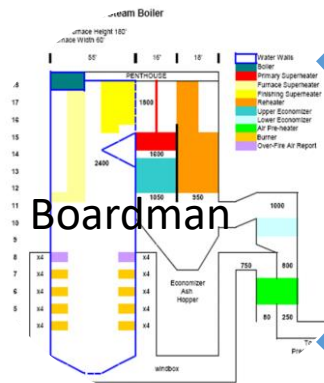 Steam Boiler
Furnace Height 180'
Furnace Width 60'
55'
16'
18'
PENTHOUSE
Water Walls
Boiler
Primary Superheater
Furnace Superheater
Finishing Superheater
Reheater
Upper Economizer
Lower Economizer
Air Pre-heater
Burner
Over-Fire Air Report
1800
15
14
13
12
11
10
9
8
7
6
5
4
2400
1600
1050
350
1000
Boardman
x4
x4
x4
x4
x4
x4
x4
x4
x4
x4
Economizer
Ash
Hopper
750
600
80
250
windbox